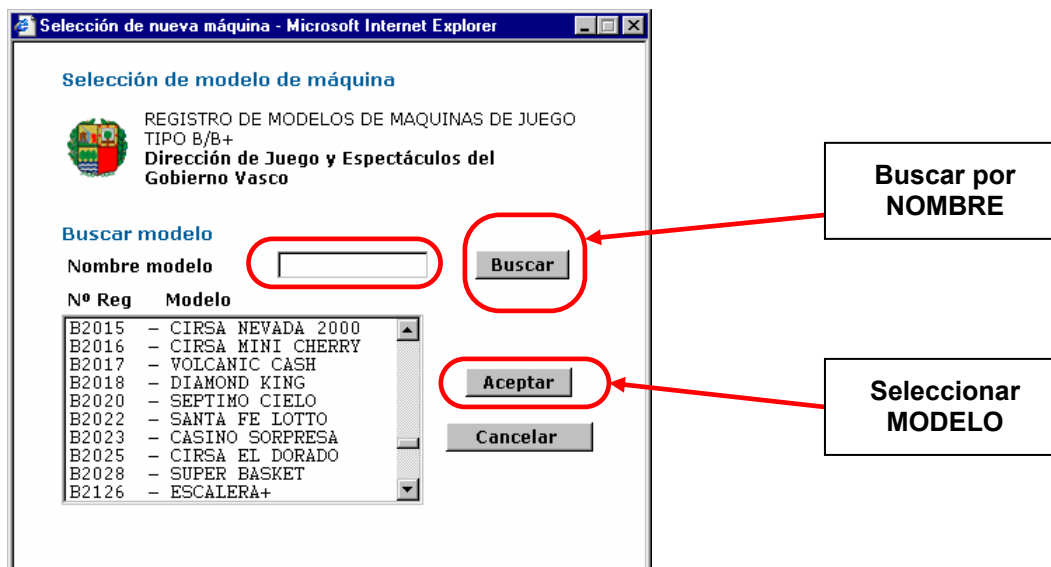 Selección de nueva máquina - Microsoft Internet Explorer
Selección de modelo de máquina
REGISTRO DE MODELOS DE MAQUINAS DE JUEGO
TIPO B/B+
Dirección de Juego y Espectáculos del
Gobierno Vasco
Buscar por
NOMBRE
Buscar modelo
Nombre modelo
Buscar
Nº Reg Modelo
B2015 - CIRSA NEVADA 2000
B2016 - CIRSA MINI CHERRY
B2017 - VOLCANIC CASH
B2018 - DIAMOND KING
B2020 - SEPTIMO CIELO
B2022 - SANTA FE LOTTO
B2023 - CASINO SORPRESA
B2025 - CIRSA EL DORADO
B2028 - SUPER BASKET
B2126 - ESCALERA+
Aceptar
Cancelar
Seleccionar
MODELO